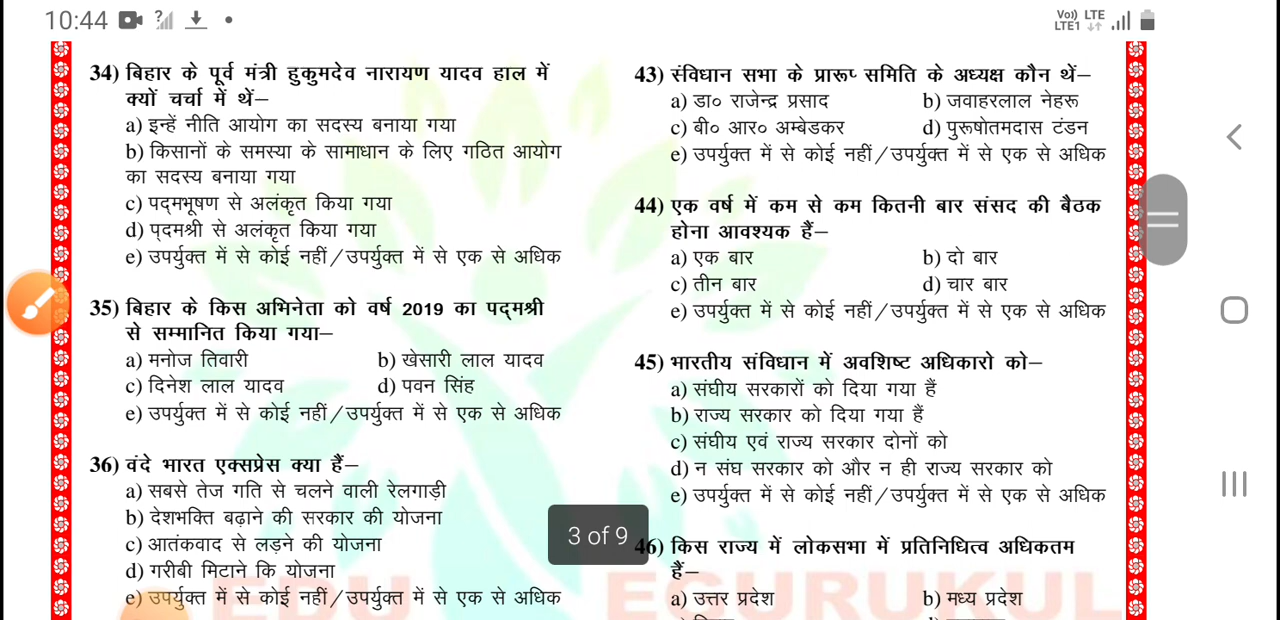 10:44
Vo)) LTE
LTE1
34) बिहार के पूर्व मंत्री हुकुमदेव नारायण यादव हाल में
क्यों चर्चा में थें–
a) इन्हें नीति आयोग का सदस्य बनाया गया
b) किसानों के समस्या के सामाधान के लिए गठित आयोग
का सदस्य बनाया गया
c) पद्मभूषण से अलंकृत किया गया
d) पद्मश्री से अलंकृत किया गया
e) उपर्युक्त में से कोई नहीं/उपर्युक्त में से एक से अधिक
35) बिहार के किस अभिनेता को वर्ष 2019 का पद्मश्री
से सम्मानित किया गया–
a) मनोज तिवारी b) खेसारी लाल यादव
c) दिनेश लाल यादव d) पवन सिंह
e) उपर्युक्त में से कोई नहीं/उपर्युक्त में से एक से अधिक
36) वंदे भारत एक्सप्रेस क्या हैं–
a) सबसे तेज गति से चलने वाली रेलगाड़ी
b) देशभक्ति बढ़ाने की सरकार की योजना
c) आतंकवाद से लड़ने की योजना
d) गरीबी मिटाने कि योजना
e) उपर्युक्त में से कोई नहीं/उपर्युक्त में से एक से अधिक
43) संविधान सभा के प्रारूप समिति के अध्यक्ष कौन थें–
a) डा० राजेन्द्र प्रसाद b) जवाहरलाल नेहरू
c) बी० आर० अम्बेडकर d) पुरूषोतमदास टंडन
e) उपर्युक्त में से कोई नहीं/उपर्युक्त में से एक से अधिक
44) एक वर्ष में कम से कम कितनी बार संसद की बैठक
होना आवश्यक हैं–
a) एक बार b) दो बार
c) तीन बार d) चार बार
e) उपर्युक्त में से कोई नहीं/उपर्युक्त में से एक से अधिक
45) भारतीय संविधान में अवशिष्ट अधिकारो को–
a) संघीय सरकारों को दिया गया हैं
b) राज्य सरकार को दिया गया हैं
c) संघीय एवं राज्य सरकार दोनों को
d) न संघ सरकार को और न ही राज्य सरकार को
e) उपर्युक्त में से कोई नहीं/उपर्युक्त में से एक से अधिक
46) किस राज्य में लोकसभा में प्रतिनिधित्व अधिकतम
हैं–
a) उत्तर प्रदेश b) मध्य प्रदेश
3 of 9
EDU EGURUKUL